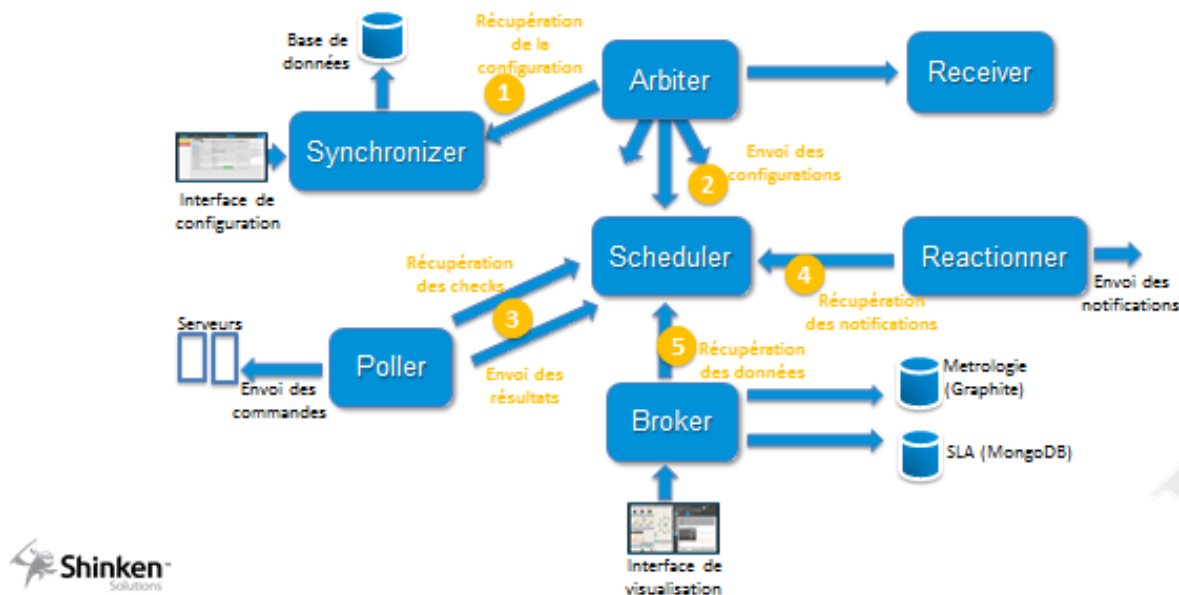 Récupération
de la
configuration
Base de
données
1
Arbiter
Receiver
Synchronizer
Interface de
configuration
Envoi des
configurations
2
Scheduler
Reactionner
Récupération
des checks
3
4
Récupération
des notifications
Envoi des
notifications
Serveurs
Poller
Envoi des
commandes
Envoi des
résultats
5
Récupération
des données
Broker
Metrologie
(Graphite)
SLA (MongoDB)
Interface de
visualisation
Shinken™
Solutions